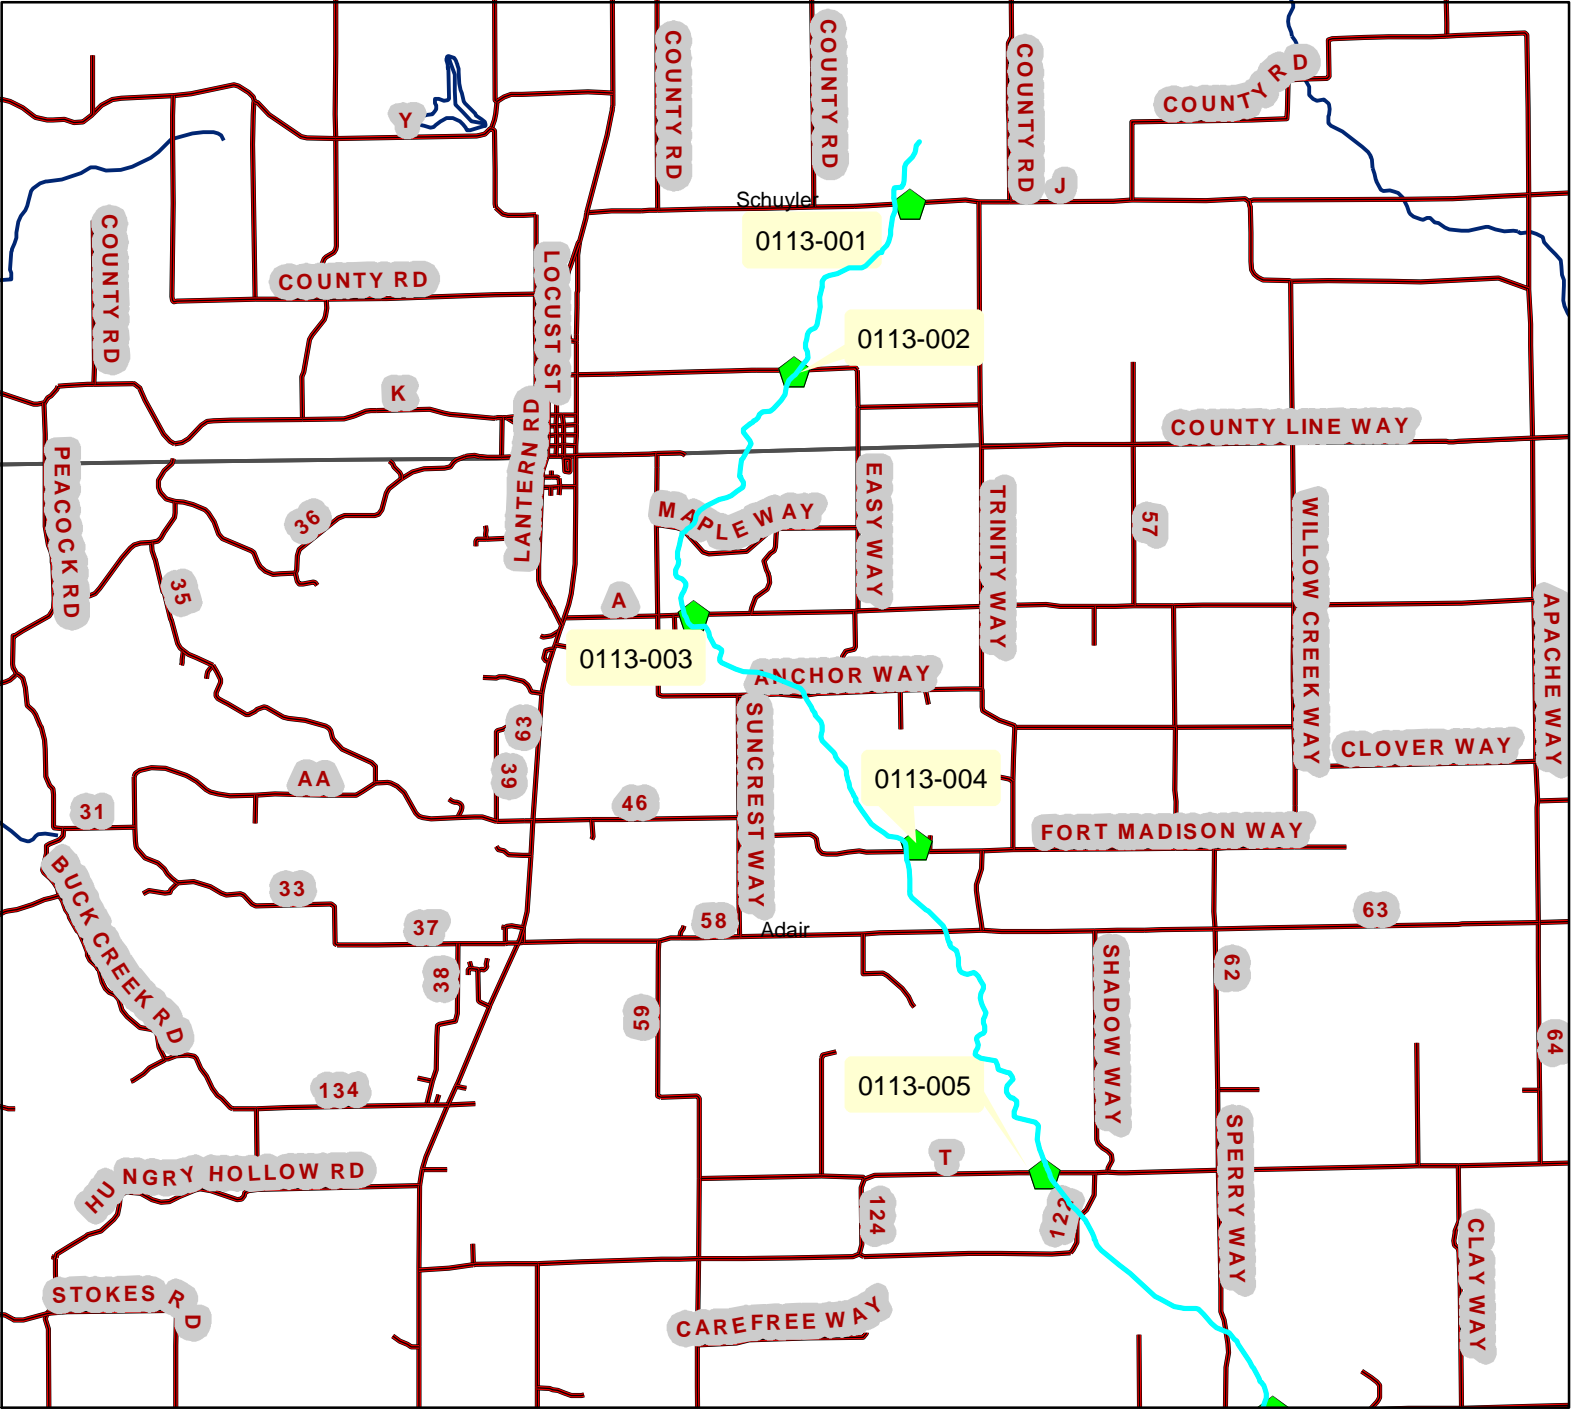 COUNTY RD
COUNTY RD
COUNTY RD
COUNTY RD
Y
J
Schuyler
0113-001
COUNTY RD
COUNTY RD
LOCUST ST
0113-002
K
LANTERN RD
COUNTY LINE WAY
PEACOCK RD
36
MAPLE WAY
EASY WAY
TRINITY WAY
57
WILLOW CREEK WAY
35
A
APACHE WAY
0113-003
ANCHOR WAY
63
SUNCREST WAY
CLOVER WAY
AA
39
0113-004
31
46
FORT MADISON WAY
BUCK CREEK RD
33
37
58
Adair
63
38
59
SHADOW WAY
62
64
134
0113-005
HUNGRY HOLLOW RD
T
SPERRY WAY
124
122
CLAY WAY
STOKES RD
CAREFREE WAY